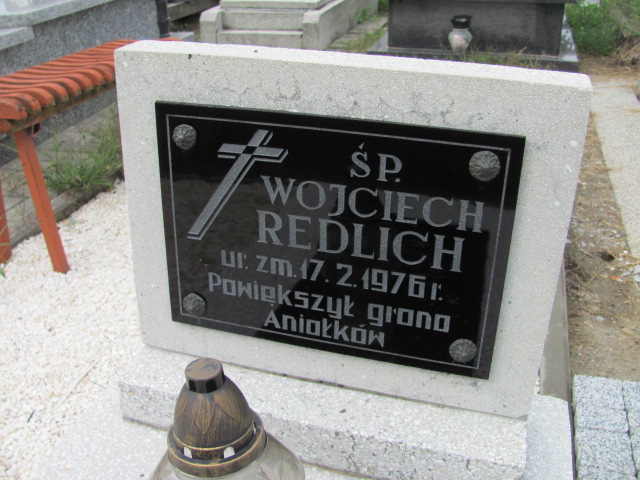 ŚP.
WOJCIECH
REDLICH
ur. zm. 17. 2. 1976 r.
Powiększył grono
Aniołków